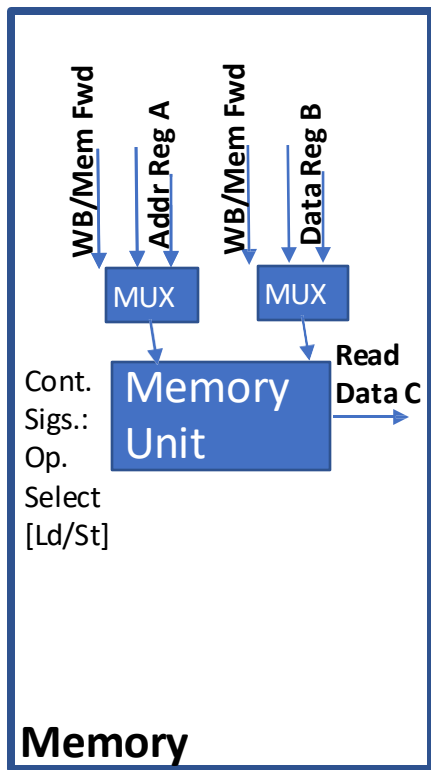 WB/Mem Fwd
Addr Reg A
WB/Mem Fwd
Data Reg B
MUX
MUX
Read
Data C
Cont.
Sigs.:
Op.
Select
[Ld/St]
Memory
Unit
Memory